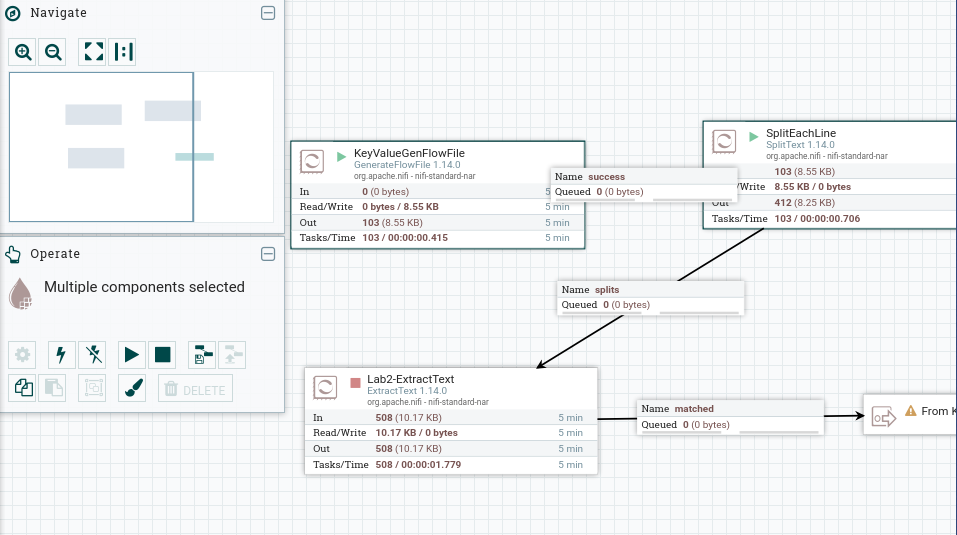 Navigate
Operate
Multiple components selected
DELETE
KeyValueGenFlowFile
GenerateFlowFile 1.14.0
org.apache.nifi - nifi-standard-nar
In 0 (0 bytes) 5
Read/Write 0 bytes / 8.55 KB 5 min
Out 103 (8.55 KB) 5 min
Tasks/Time 103 / 00:00:00.415 5 min
Name success
Queued 0 (0 bytes)
SplitEachLine
SplitText 1.14.0
org.apache.nifi - nifi-standard-nar
103 (8.55 KB)
/Write 8.55 KB / 0 bytes
Out 412 (8.25 KB)
Tasks/Time 103 / 00:00:00.706
Name splits
Queued 0 (0 bytes)
Lab2-ExtractText
ExtractText 1.14.0
org.apache.nifi - nifi-standard-nar
In 508 (10.17 KB) 5 min
Read/Write 10.17 KB / 0 bytes 5 min
Out 508 (10.17 KB) 5 min
Tasks/Time 508 / 00:00:01.779 5 min
Name matched
Queued 0 (0 bytes)
From K